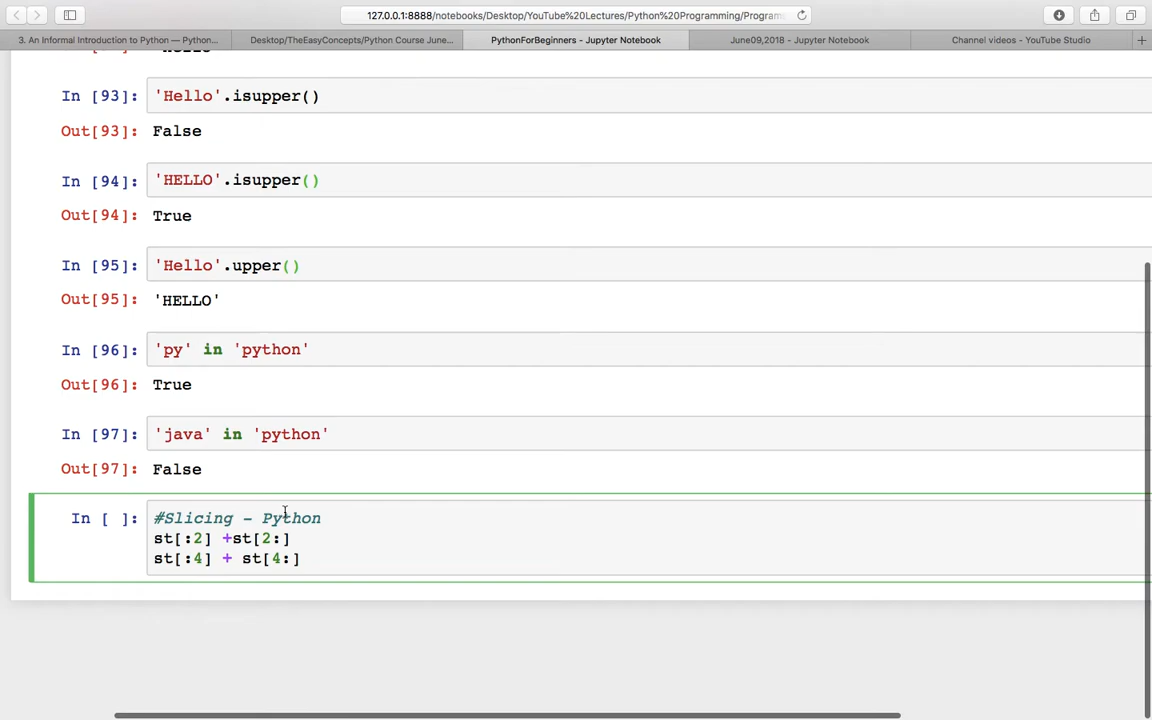 127.0.0.1:8888/notebooks/Desktop/YouTube%20Lectures/Python%20Programming/Program
3. An Informal Introduction to Python — Python...
Desktop/TheEasyConcepts/Python Course June...
PythonForBeginners - Jupyter Notebook
June09,2018 - Jupyter Notebook
Channel videos - YouTube Studio
In [93]: 'Hello'.isupper()
Out[93]: False
In [94]: 'HELLO'.isupper()
Out[94]: True
In [95]: 'Hello'.upper()
Out[95]: 'HELLO'
In [96]: 'py' in 'python'
Out[96]: True
In [97]: 'java' in 'python'
Out[97]: False
In [ ]: #Slicing - Python
st[:2] +st[2:]
st[:4] + st[4:]